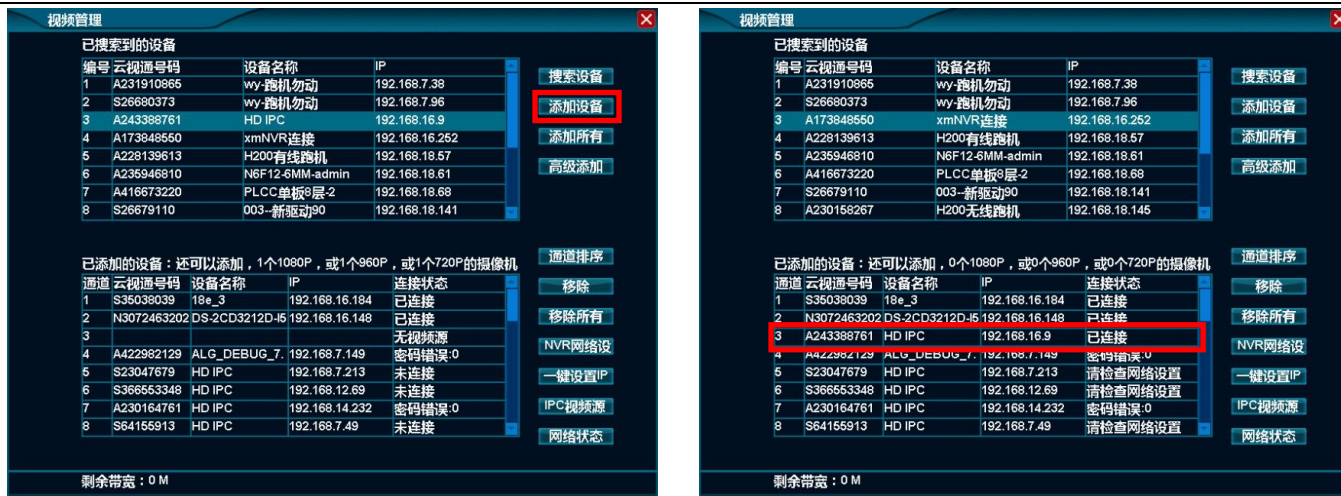 视频管理
已搜索到的设备
编号 云视通号码 设备名称 IP
1 A231910865 wy-跑机勿动 192.168.7.38
2 S26680373 wy-跑机勿动 192.168.7.96
3 A243388761 HD IPC 192.168.16.9
4 A173848550 xmNVR连接 192.168.16.252
5 A228139613 H200有线跑机 192.168.18.57
6 A235946810 N6F12-6MM-admin 192.168.18.61
7 A416673220 PLCC单板8层-2 192.168.18.68
8 S26679110 003--新驱动90 192.168.18.141
搜索设备
添加设备
添加所有
高级添加
已添加的设备：还可以添加，1个1080P，或1个960P，或1个720P的摄像机
通道 云视通号码 设备名称 IP 连接状态
1 S35038039 18e_3 192.168.16.184 已连接
2 N3072463202 DS-2CD3212D-I5 192.168.16.148 已连接
3 无视频源
4 A422982129 ALG_DEBUG_7. 192.168.7.149 密码错误:0
5 S23047679 HD IPC 192.168.7.213 未连接
6 S366553348 HD IPC 192.168.12.69 未连接
7 A230164761 HD IPC 192.168.14.232 密码错误:0
8 S64155913 HD IPC 192.168.7.49 未连接
通道排序
移除
移除所有
NVR网络设
一键设置IP
IPC视频源
网络状态
剩余带宽：0 M
视频管理
已搜索到的设备
编号 云视通号码 设备名称 IP
1 A231910865 wy-跑机勿动 192.168.7.38
2 S26680373 wy-跑机勿动 192.168.7.96
3 A173848550 xmNVR连接 192.168.16.252
4 A228139613 H200有线跑机 192.168.18.57
5 A235946810 N6F12-6MM-admin 192.168.18.61
6 A416673220 PLCC单板8层-2 192.168.18.68
7 S26679110 003--新驱动90 192.168.18.141
8 A230158267 H200无线跑机 192.168.18.145
搜索设备
添加设备
添加所有
高级添加
已添加的设备：还可以添加，0个1080P，或0个960P，或0个720P的摄像机
通道 云视通号码 设备名称 IP 连接状态
1 S35038039 18e_3 192.168.16.184 已连接
2 N3072463202 DS-2CD3212D-I5 192.168.16.148 已连接
3 A243388761 HD IPC 192.168.16.9 已连接
4 A422982129 ALG_DEBUG_7. 192.168.7.149 密码错误:0
5 S23047679 HD IPC 192.168.7.213 请检查网络设置
6 S366553348 HD IPC 192.168.12.69 请检查网络设置
7 A230164761 HD IPC 192.168.14.232 密码错误:0
8 S64155913 HD IPC 192.168.7.49 请检查网络设置
通道排序
移除
移除所有
NVR网络设
一键设置IP
IPC视频源
网络状态
剩余带宽：0 M